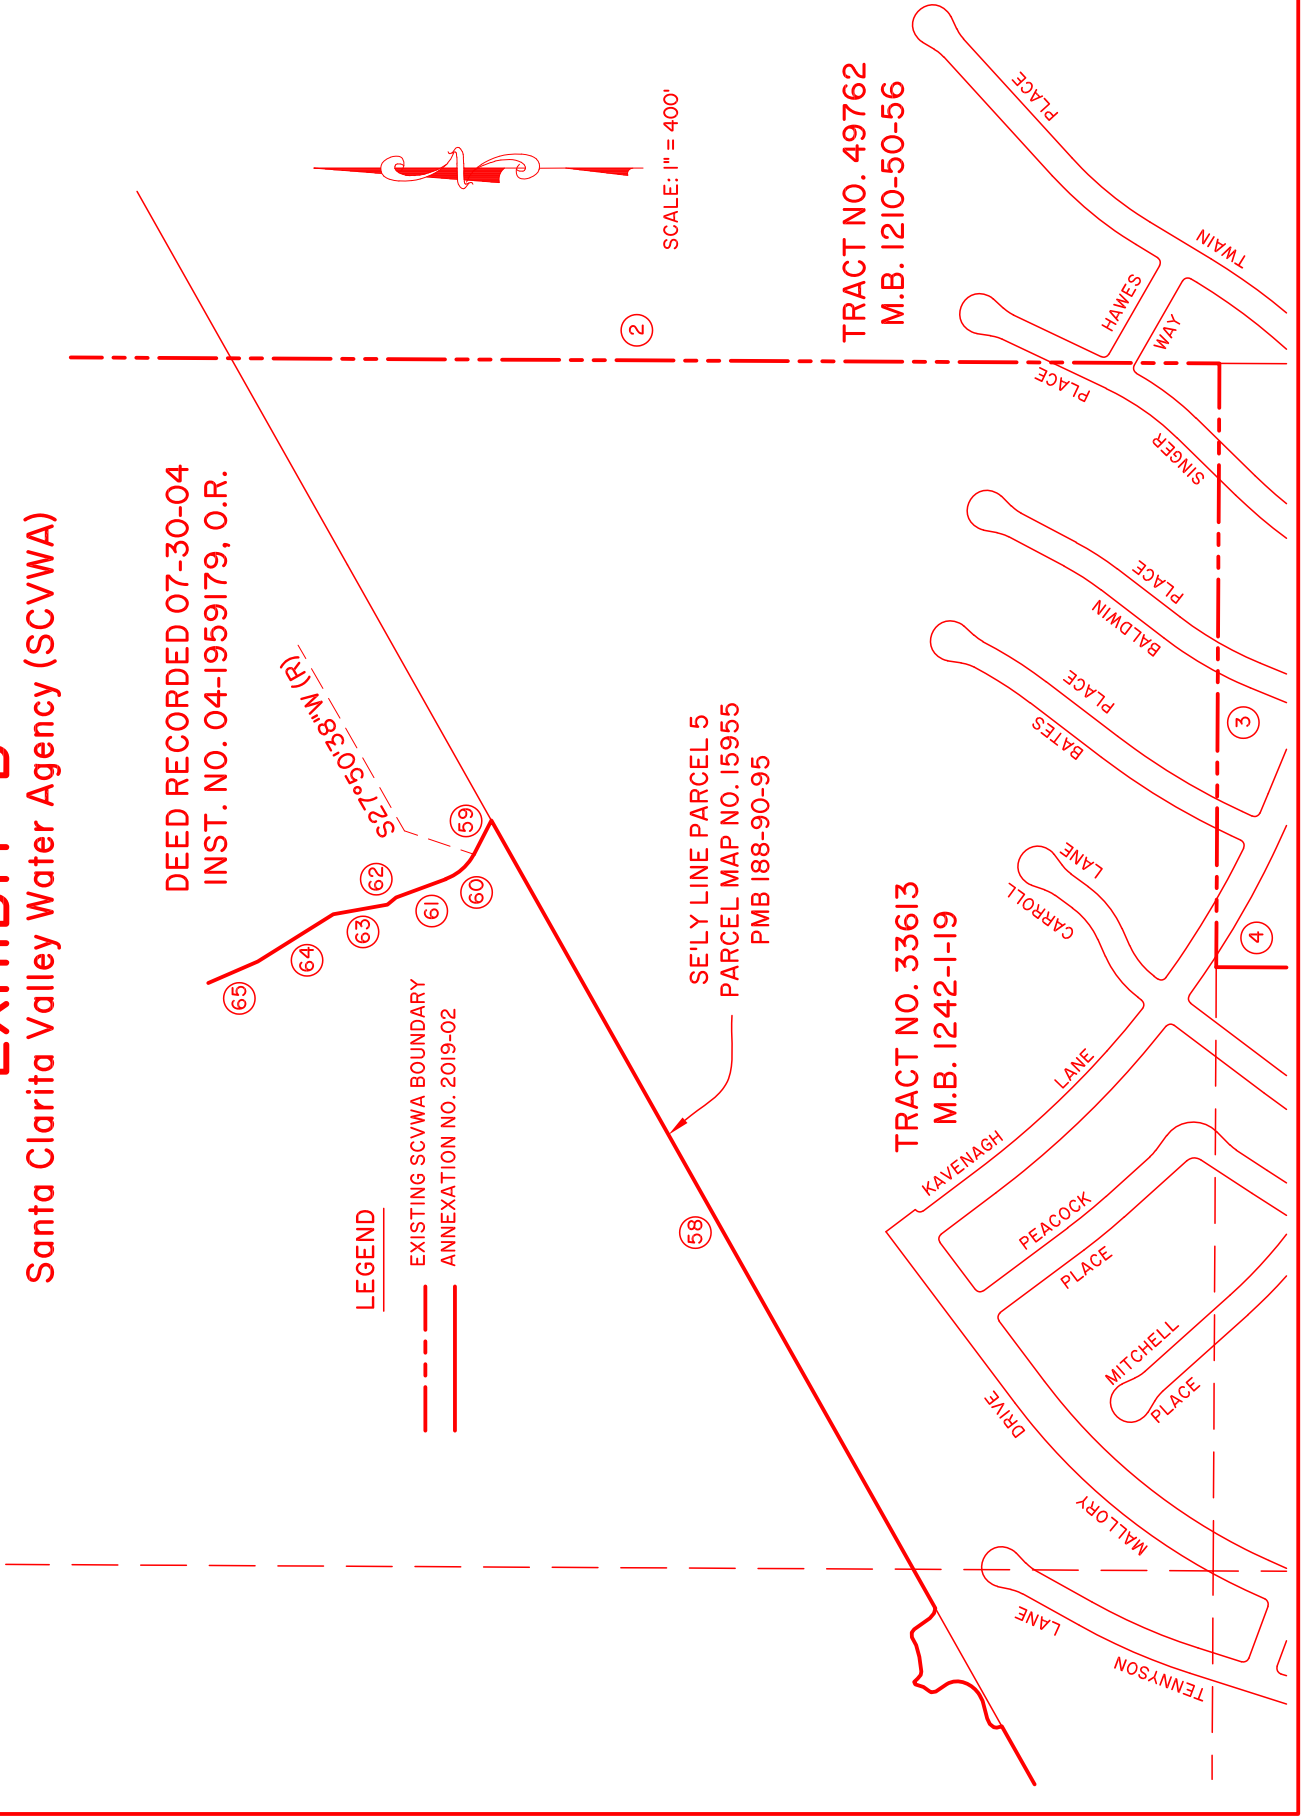 Santa Clarita Valley Water Agency (SCVWA)
DEED RECORDED 07-30-04
INST. NO. 04-1959179, O.R.
S27°50'38"W (R)
65
64
63
62
61
60
59
LEGEND
EXISTING SCVWA BOUNDARY
ANNEXATION NO. 2019-02
SCALE: 1" = 400'
2
58
SE'LY LINE PARCEL 5
PARCEL MAP NO. 15955
PMB 188-90-95
TRACT NO. 49762
M.B. 1210-50-56
TRACT NO. 33613
M.B. 1242-1-19
TWAIN
PLACE
HAWES
WAY
SINGER
PLACE
BALDWIN
PLACE
BATES
PLACE
CARROLL
LANE
KAVENAGH
LANE
PEACOCK
PLACE
MITCHELL
PLACE
MALLORY
DRIVE
TENNYSON
LANE
3
4